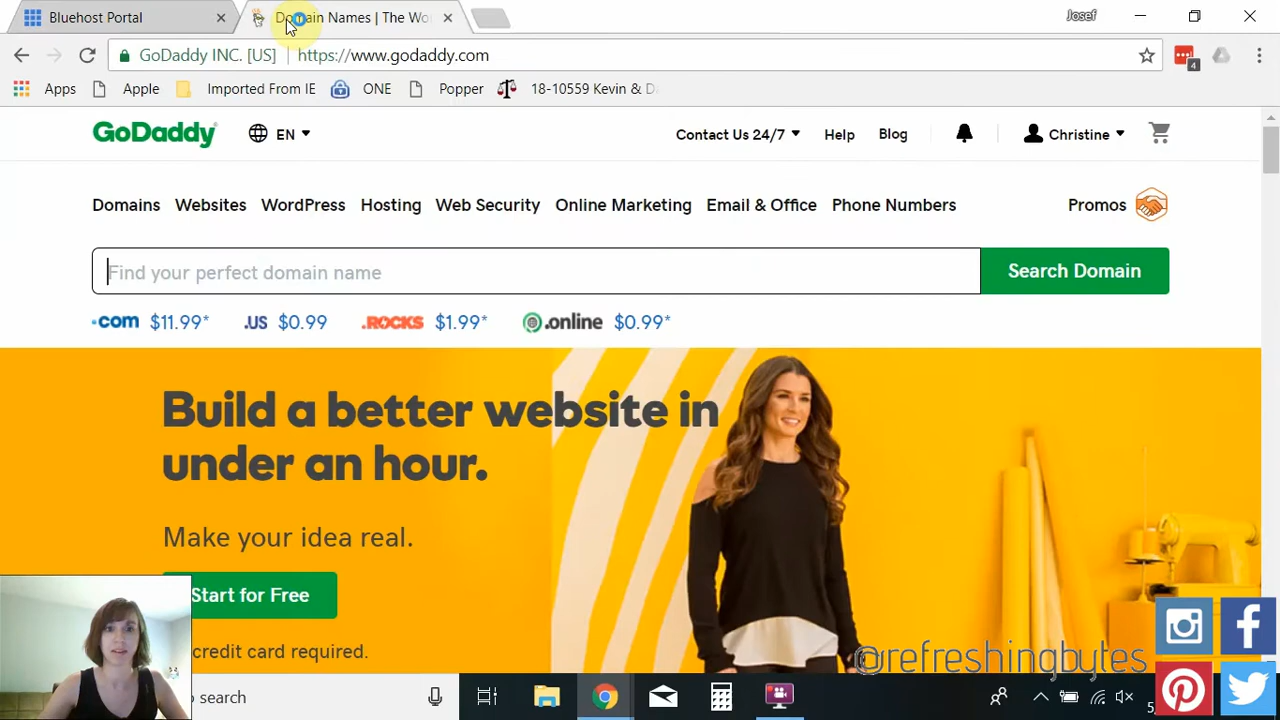 Bluehost Portal
Domain Names | The Wo
Josef
GoDaddy INC. [US]
https://www.godaddy.com
4
Apps
Apple
Imported From IE
ONE
Popper
18-10559 Kevin & D
GoDaddy
EN
Contact Us 24/7
Help
Blog
Christine
Domains
Websites
WordPress
Hosting
Web Security
Online Marketing
Email & Office
Phone Numbers
Promos
Find your perfect domain name
Search Domain
.com $11.99*
.US $0.99
.ROCKS $1.99*
.online $0.99*
Build a better website in
under an hour.
Make your idea real.
Start for Free
credit card required.
@refreshingbytes
o search
5